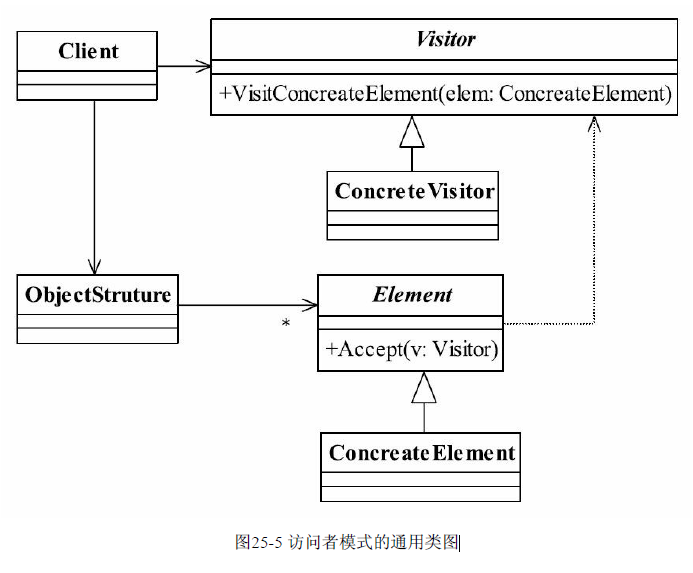 Client
Visitor
+VisitConcreateElement(elem: ConcreateElement)
ConcreteVisitor
ObjectStruture
*
Element
+Accept(v: Visitor)
ConcreateElement
图25-5 访问者模式的通用类图